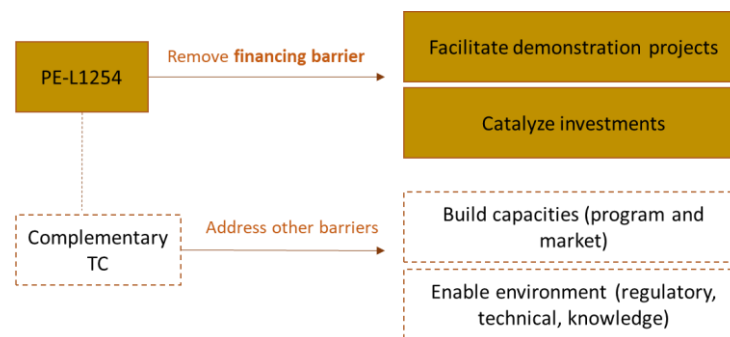 Facilitate demonstration projects
Remove financing barrier
PE-L1254
Catalyze investments
Build capacities (program and
market)
Address other barriers
Complementary
TC
Enable environment (regulatory,
technical, knowledge)